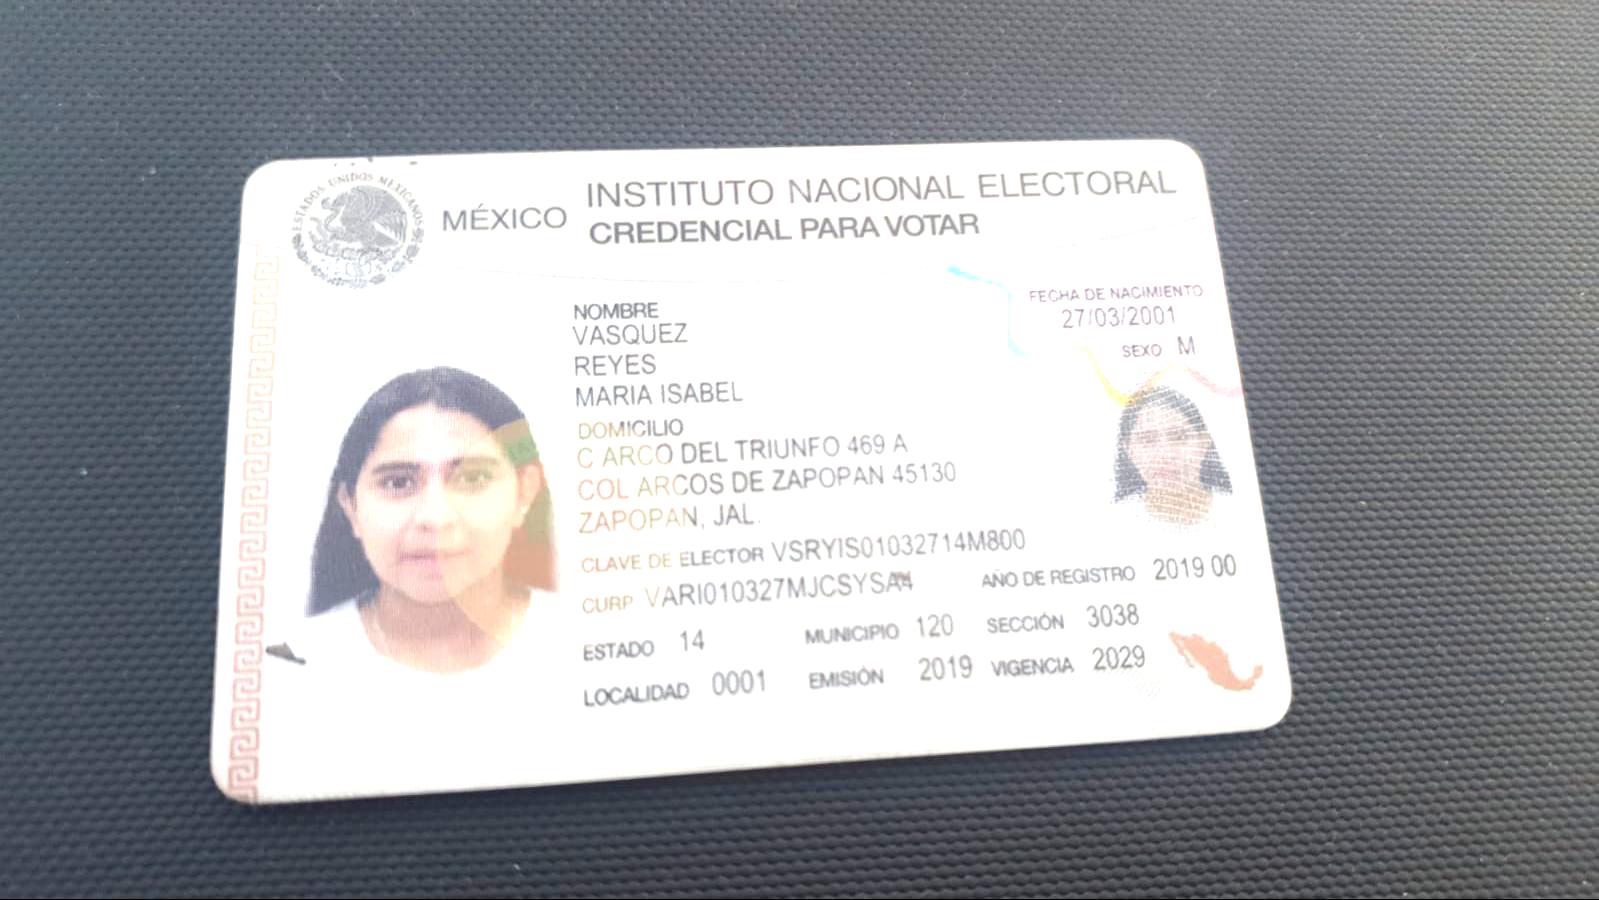 ESTADOS UNIDOS MEXICANOS
MÉXICO
INSTITUTO NACIONAL ELECTORAL
CREDENCIAL PARA VOTAR
NOMBRE
VASQUEZ
REYES
MARIA ISABEL
FECHA DE NACIMIENTO
27/03/2001
SEXO M
DOMICILIO
C ARCO DEL TRIUNFO 469 A
COL ARCOS DE ZAPOPAN 45130
ZAPOPAN, JAL.
CLAVE DE ELECTOR VSRYIS01032714M800
CURP
AÑO DE REGISTRO 2019 00
ESTADO 14 MUNICIPIO 120 SECCIÓN 3038
LOCALIDAD 0001 EMISIÓN 2019 VIGENCIA 2029